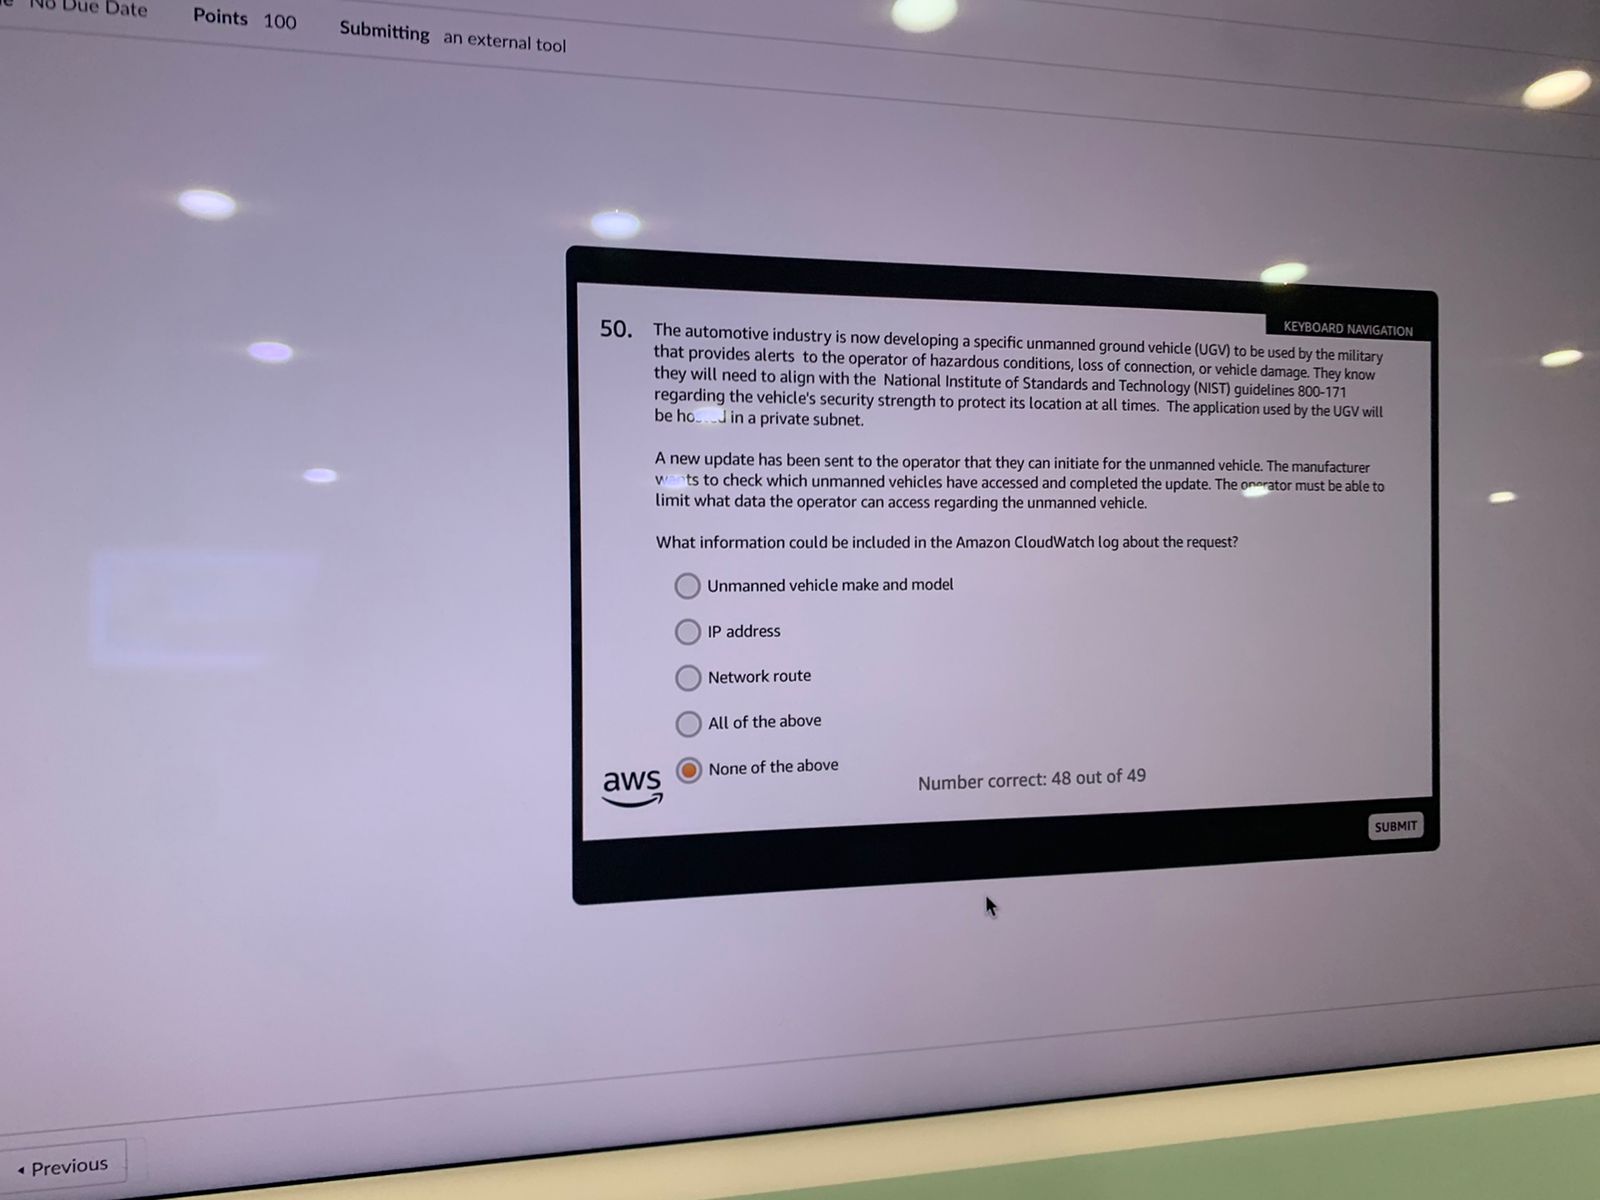 No Due Date Points 100 Submitting an external tool
KEYBOARD NAVIGATION
50. The automotive industry is now developing a specific unmanned ground vehicle (UGV) to be used by the military
that provides alerts to the operator of hazardous conditions, loss of connection, or vehicle damage. They know
they will need to align with the National Institute of Standards and Technology (NIST) guidelines 800-171
regarding the vehicle's security strength to protect its location at all times. The application used by the UGV will
be hosted in a private subnet.
A new update has been sent to the operator that they can initiate for the unmanned vehicle. The manufacturer
wants to check which unmanned vehicles have accessed and completed the update. The operator must be able to
limit what data the operator can access regarding the unmanned vehicle.
What information could be included in the Amazon CloudWatch log about the request?
Unmanned vehicle make and model
IP address
Network route
All of the above
None of the above
aws
Number correct: 48 out of 49
SUBMIT
Previous